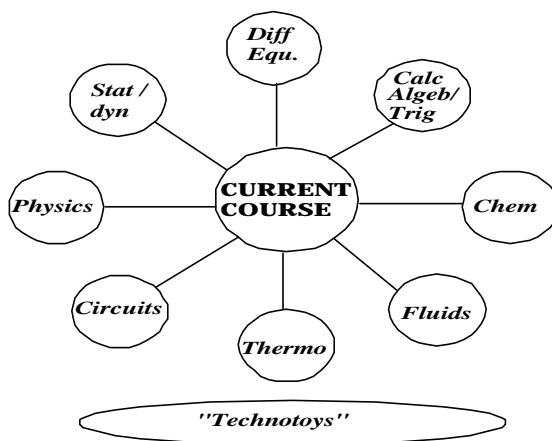 Diff
Equ.
Stat /
dyn
Calc
Algeb/
Trig
Physics
CURRENT
COURSE
Chem
Circuits
Fluids
Thermo
"Technotoys"